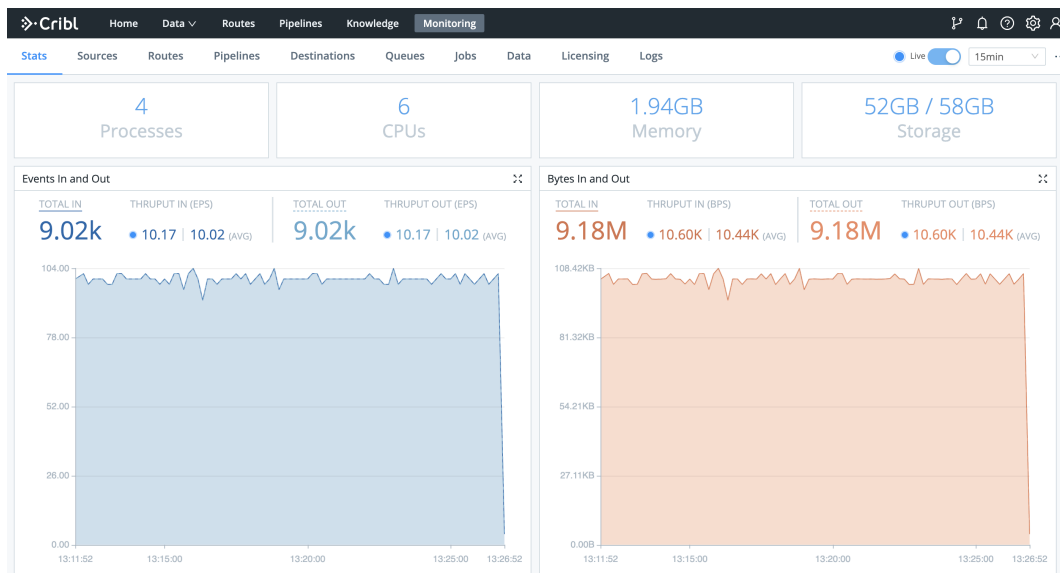 Cribl Home Data Routes Pipelines Knowledge Monitoring
Stats Sources Routes Pipelines Destinations Queues Jobs Data Licensing Logs Live 15min
4
Processes
6
CPUs
1.94GB
Memory
52GB / 58GB
Storage
Events In and Out
TOTAL IN THRUPUT IN (EPS) TOTAL OUT THRUPUT OUT (EPS)
9.02k 10.17 | 10.02 (AVG) 9.02k 10.17 | 10.02 (AVG)
104.00
78.00
52.00
26.00
0.00
13:11:52 13:15:00 13:20:00 13:25:00 13:26:52
Bytes In and Out
TOTAL IN THRUPUT IN (BPS) TOTAL OUT THRUPUT OUT (BPS)
9.18M 10.60K | 10.44K (AVG) 9.18M 10.60K | 10.44K (AVG)
108.42KB
81.32KB
54.21KB
27.11KB
0.00B
13:11:52 13:15:00 13:20:00 13:25:00 13:26:52